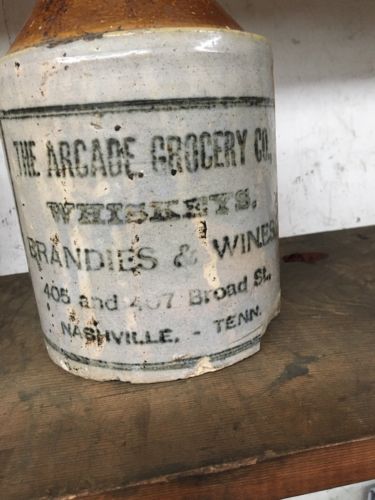 THE ARCADE GROCERY CO.,
WHISKEYS,
BRANDIES & WINES
405 and 407 Broad St.,
NASHVILLE, - TENN.